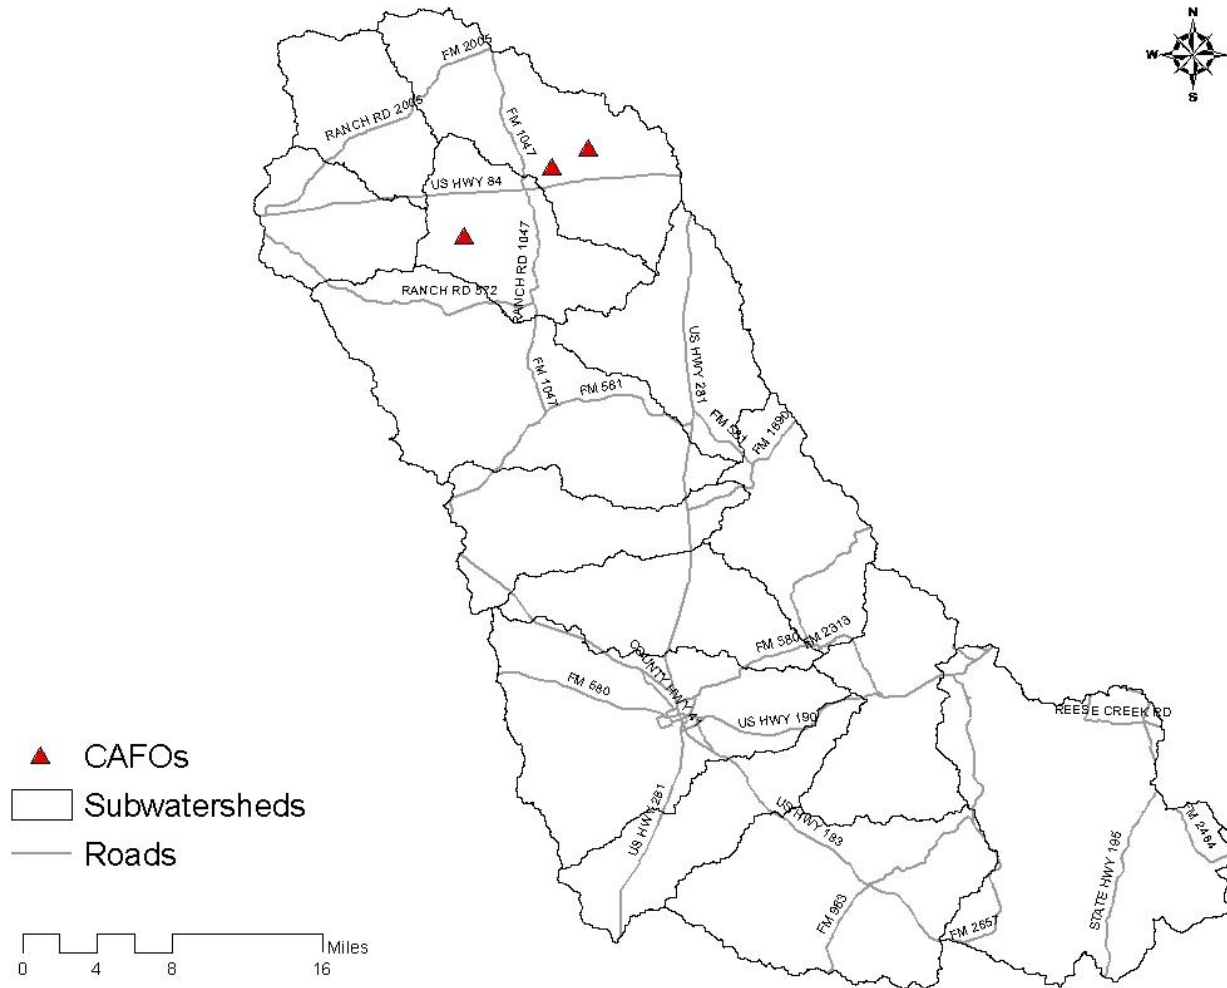 N
W
S
FM 2005
RANCH RD 2005
FM 1047
US HWY 84
RANCH RD 1047
RANCH RD 572
US HWY 281
FM 1047
FM 581
FM 581
FM 1690
FM 580
FM 2313
COUNTY HWY
FM 580
US HWY 190
REESE CREEK RD
US HWY 281
US HWY 183
FM 2484
STATE HWY 195
FM 963
FM 2657
CAFOs
Subwatersheds
Roads
Miles
0 4 8 16